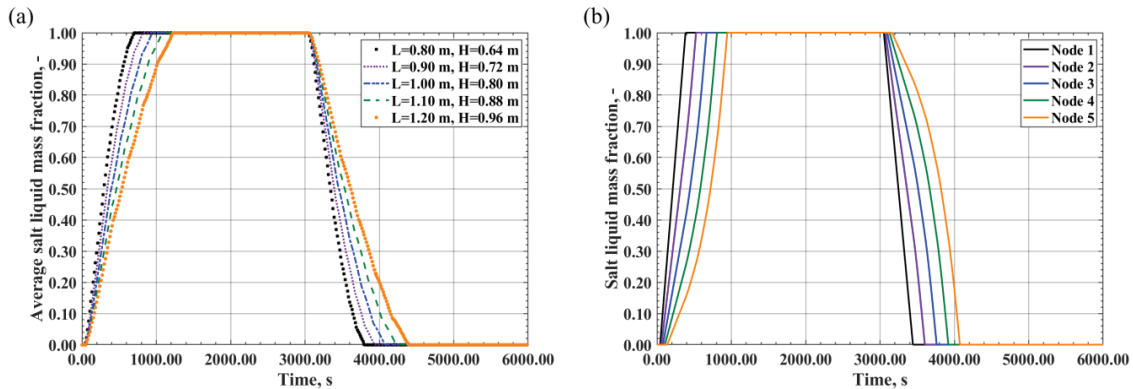 (a)
Average salt liquid mass fraction, -
1.00
0.90
0.80
0.70
0.60
0.50
0.40
0.30
0.20
0.10
0.00
L=0.80 m, H=0.64 m
L=0.90 m, H=0.72 m
L=1.00 m, H=0.80 m
L=1.10 m, H=0.88 m
L=1.20 m, H=0.96 m
0.00 1000.00 2000.00 3000.00 4000.00 5000.00 6000.00
Time, s
(b)
Salt liquid mass fraction, -
1.00
0.90
0.80
0.70
0.60
0.50
0.40
0.30
0.20
0.10
0.00
Node 1
Node 2
Node 3
Node 4
Node 5
0.00 1000.00 2000.00 3000.00 4000.00 5000.00 6000.00
Time, s